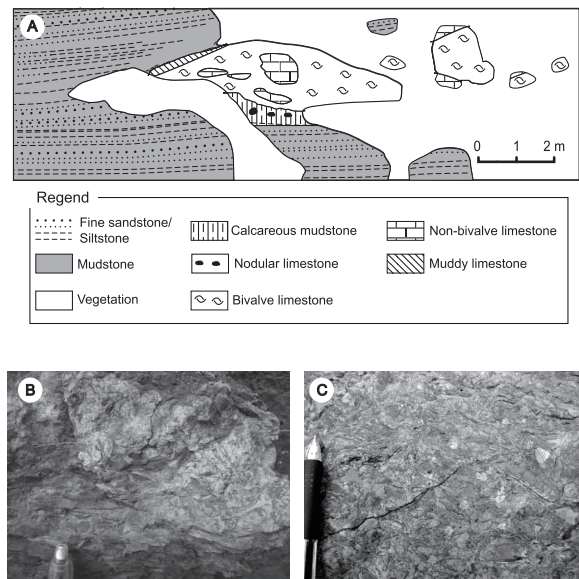 A
0 1 2 m
Regend
Fine sandstone/
Siltstone
Calcareous mudstone
Non-bivalve limestone
Mudstone
Nodular limestone
Muddy limestone
Vegetation
Bivalve limestone
B
C